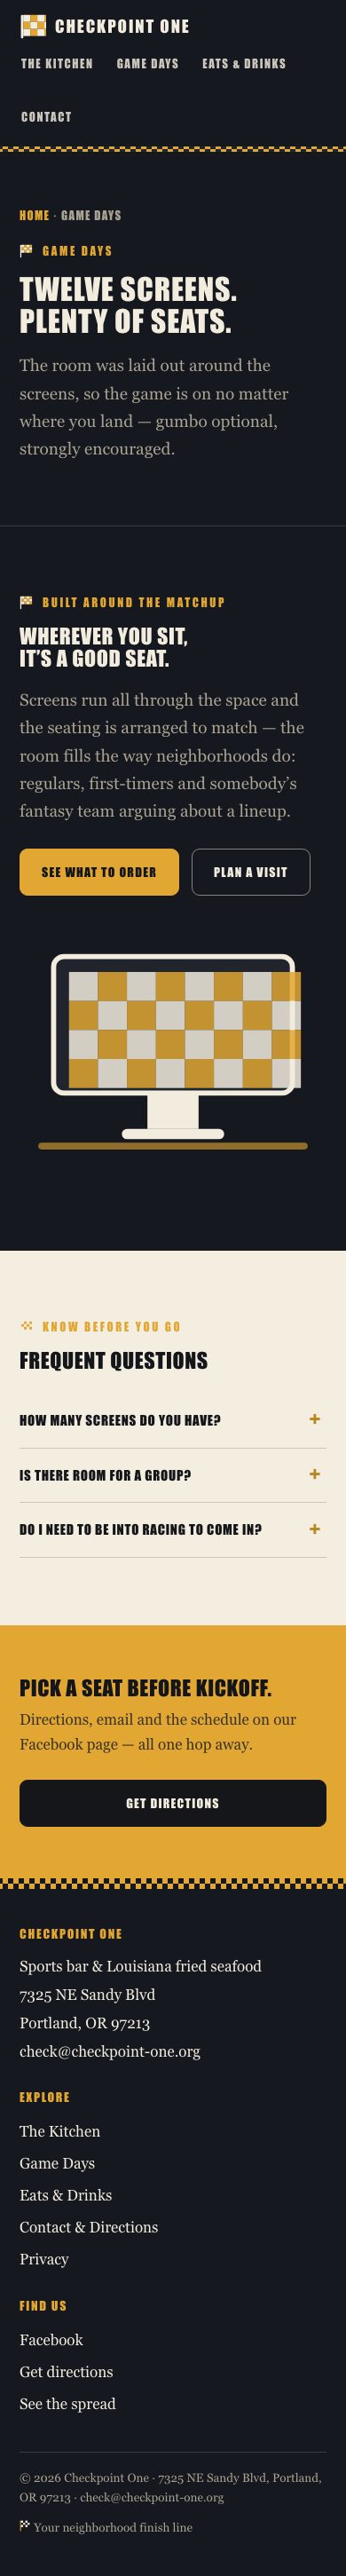 CHECKPOINT ONE
THE KITCHEN GAME DAYS EATS & DRINKS
CONTACT
HOME · GAME DAYS
GAME DAYS
TWELVE SCREENS.
PLENTY OF SEATS.
The room was laid out around the
screens, so the game is on no matter
where you land — gumbo optional,
strongly encouraged.
BUILT AROUND THE MATCHUP
WHEREVER YOU SIT,
IT’S A GOOD SEAT.
Screens run all through the space and
the seating is arranged to match — the
room fills the way neighborhoods do:
regulars, first-timers and somebody’s
fantasy team arguing about a lineup.
SEE WHAT TO ORDER PLAN A VISIT
KNOW BEFORE YOU GO
FREQUENT QUESTIONS
HOW MANY SCREENS DO YOU HAVE? +
IS THERE ROOM FOR A GROUP? +
DO I NEED TO BE INTO RACING TO COME IN? +
PICK A SEAT BEFORE KICKOFF.
Directions, email and the schedule on our
Facebook page — all one hop away.
GET DIRECTIONS
CHECKPOINT ONE
Sports bar & Louisiana fried seafood
7325 NE Sandy Blvd
Portland, OR 97213
check@checkpoint-one.org
EXPLORE
The Kitchen
Game Days
Eats & Drinks
Contact & Directions
Privacy
FIND US
Facebook
Get directions
See the spread
© 2026 Checkpoint One · 7325 NE Sandy Blvd, Portland,
OR 97213 · check@checkpoint-one.org
Your neighborhood finish line